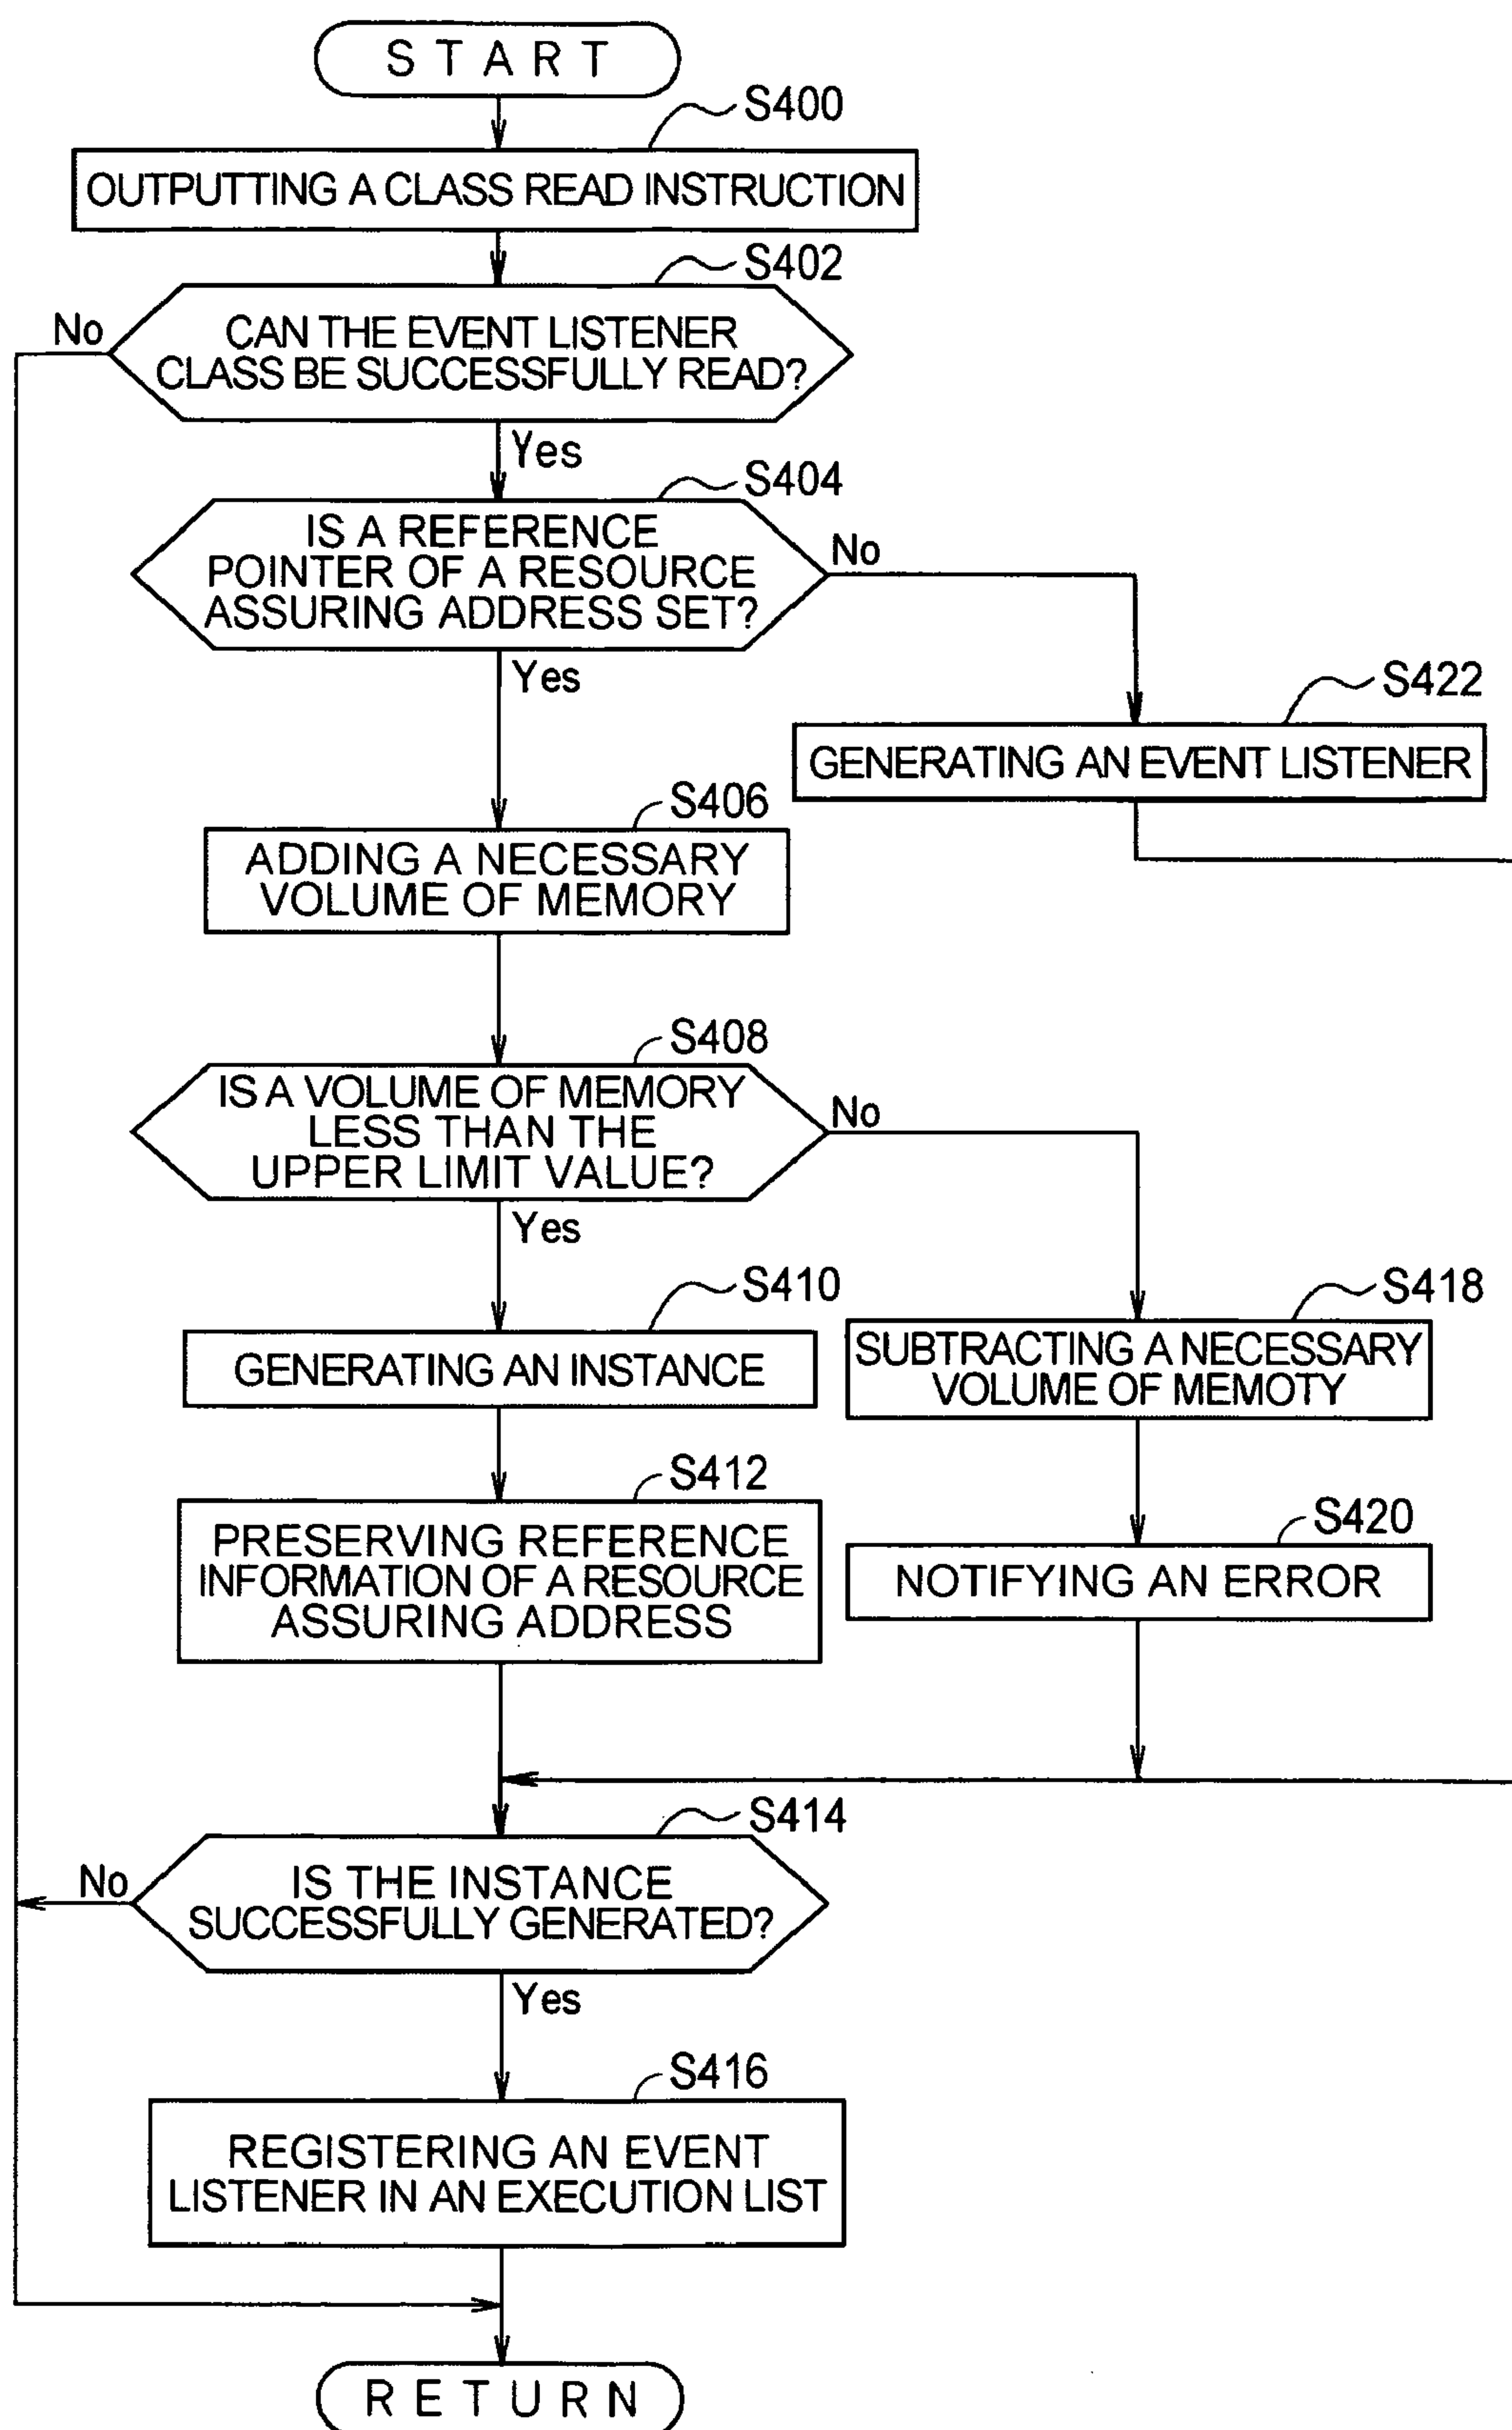 START
S400
OUTPUTTING A CLASS READ INSTRUCTION
S402
No
CAN THE EVENT LISTENER
CLASS BE SUCCESSFULLY READ?
Yes
S404
IS A REFERENCE
POINTER OF A RESOURCE
ASSURING ADDRESS SET?
No
Yes
S422
GENERATING AN EVENT LISTENER
S406
ADDING A NECESSARY
VOLUME OF MEMORY
S408
IS A VOLUME OF MEMORY
LESS THAN THE
UPPER LIMIT VALUE?
No
Yes
S410
GENERATING AN INSTANCE
S418
SUBTRACTING A NECESSARY
VOLUME OF MEMOTY
S412
PRESERVING REFERENCE
INFORMATION OF A RESOURCE
ASSURING ADDRESS
S420
NOTIFYING AN ERROR
S414
No
IS THE INSTANCE
SUCCESSFULLY GENERATED?
Yes
S416
REGISTERING AN EVENT
LISTENER IN AN EXECUTION LIST
RETURN